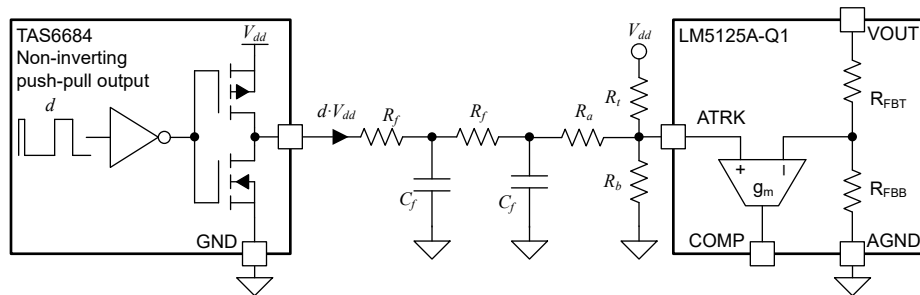 TAS6684
Non-inverting
push-pull output
d
V_dd
GND
d·V_dd
R_f
R_f
C_f
C_f
R_a
V_dd
R_t
R_b
LM5125A-Q1
VOUT
ATRK
R_FBT
+
–
g_m
R_FBB
COMP
AGND